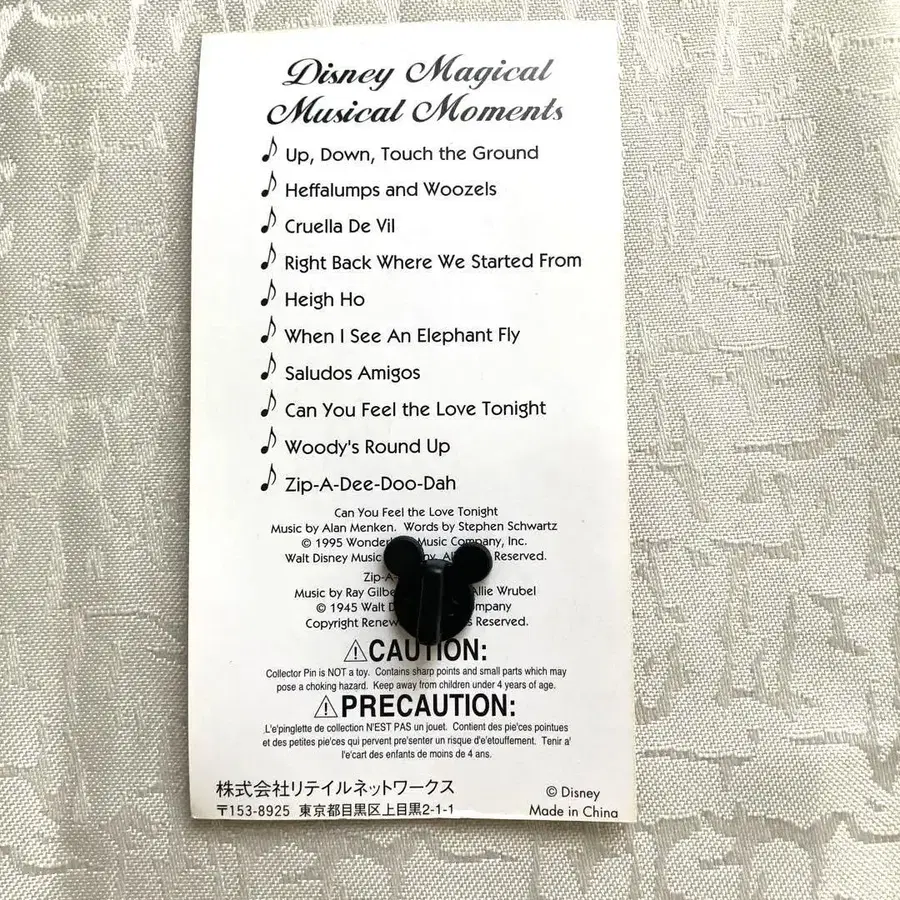 Disney Magical
Musical Moments
Up, Down, Touch the Ground
Heffalumps and Woozels
Cruella De Vil
Right Back Where We Started From
Heigh Ho
When I See An Elephant Fly
Saludos Amigos
Can You Feel the Love Tonight
Woody's Round Up
Zip-A-Dee-Doo-Dah
Can You Feel the Love Tonight
Music by Alan Menken. Words by Stephen Schwartz
© 1995 Wonder Music Company, Inc.
Walt Disney Music Reserved.
Zip-A-
Music by Ray Gilbe Allie Wrubel
© 1945 Walt D ompany
Copyright Renew s Reserved.
⚠CAUTION:
Collector Pin is NOT a toy. Contains sharp points and small parts which may
pose a choking hazard. Keep away from children under 4 years of age.
⚠PRECAUTION:
L'e'pinglette de collection N'EST PAS un jouet. Contient des pie'ces pointues
et des petites pie'ces qui pervent pre'senter un risque d'e'touffement. Tenir a'
l'e'cart des enfants de moins de 4 ans.
株式会社リテイルネットワークス
〒153-8925 東京都目黒区上目黒2-1-1
© Disney
Made in China